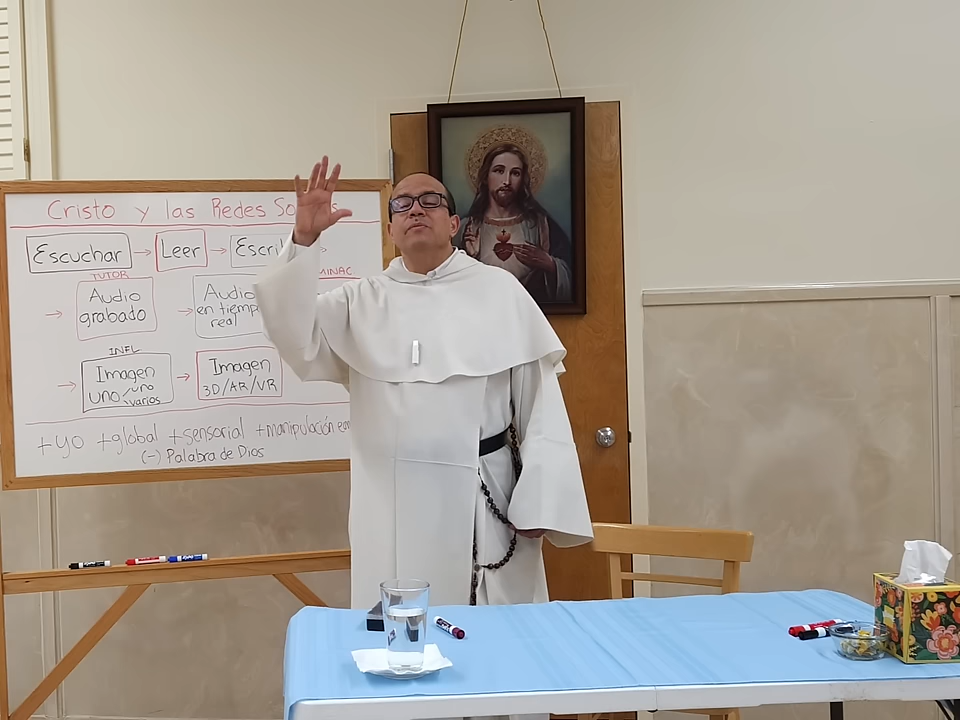 Cristo y las Redes So
Escuchar → Leer → Escri →
TUTOR
MINAC
→ Audio grabado
→ Audio en tiempo real
INFL
→ Imagen uno < uno varios
→ Imagen 3D/AR/VR
+yo +global +sensorial +manipulación
(-) Palabra de Dios